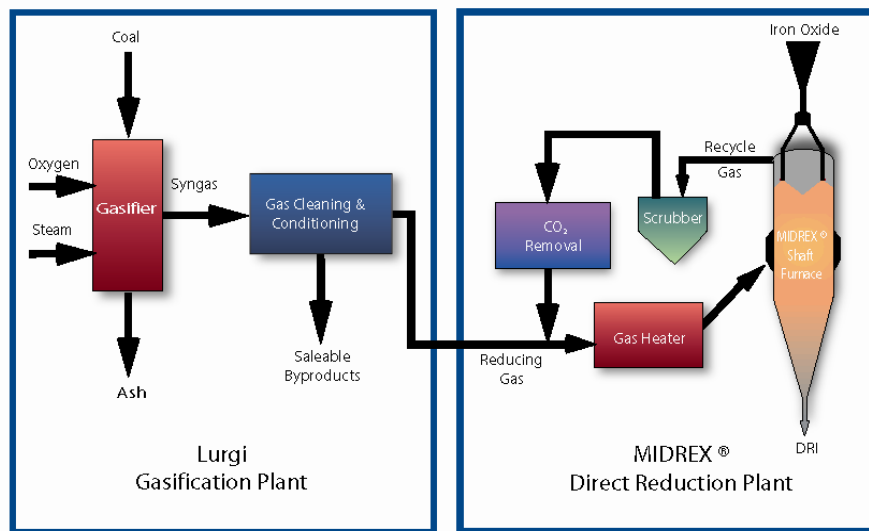 Coal
Oxygen
Steam
Gasifier
Syngas
Gas Cleaning &
Conditioning
Ash
Saleable
Byproducts
Lurgi
Gasification Plant
Iron Oxide
Recycle
Gas
Scrubber
CO₂
Removal
MIDREX ®
Shaft
Furnace
Gas Heater
Reducing
Gas
DRI
MIDREX ®
Direct Reduction Plant